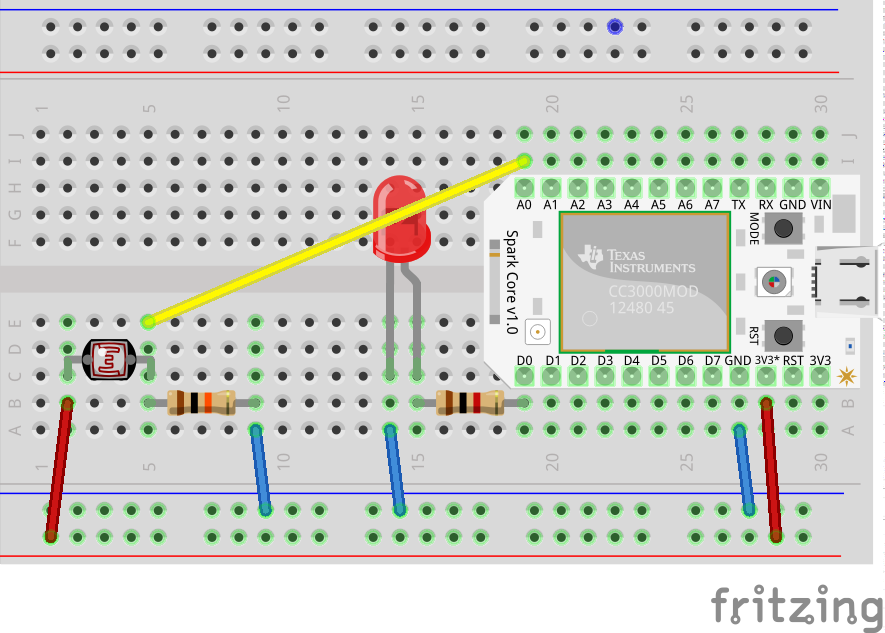 1 5 10 15 20 25 30
J J
I I
H
G
F
A0 A1 A2 A3 A4 A5 A6 A7 TX RX GND VIN
MODE
Spark Core v1.0
TEXAS
INSTRUMENTS
CC3000MOD
12480 45
RST
D0 D1 D2 D3 D4 D5 D6 D7 GND 3V3* RST 3V3
E
D
C
B B
A A
1 5 10 15 20 25 30
fritzing